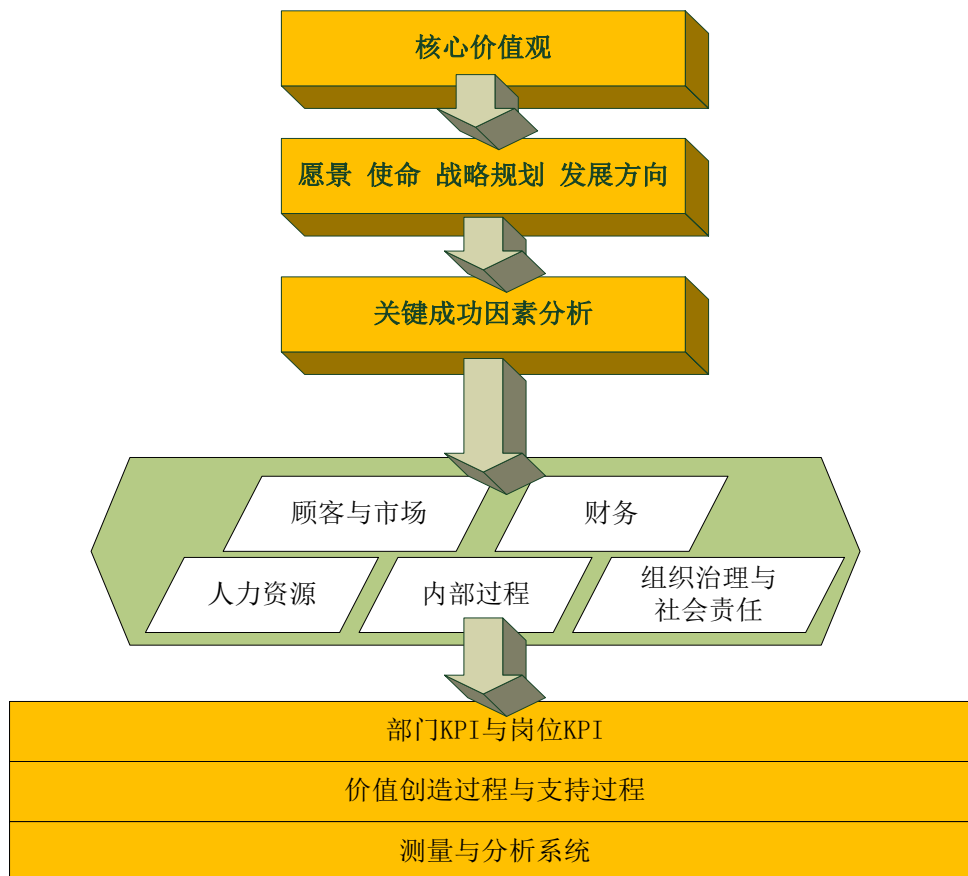 核心价值观
愿景 使命 战略规划 发展方向
关键成功因素分析
顾客与市场
财务
人力资源
内部过程
组织治理与
社会责任
部门KPI与岗位KPI
价值创造过程与支持过程
测量与分析系统